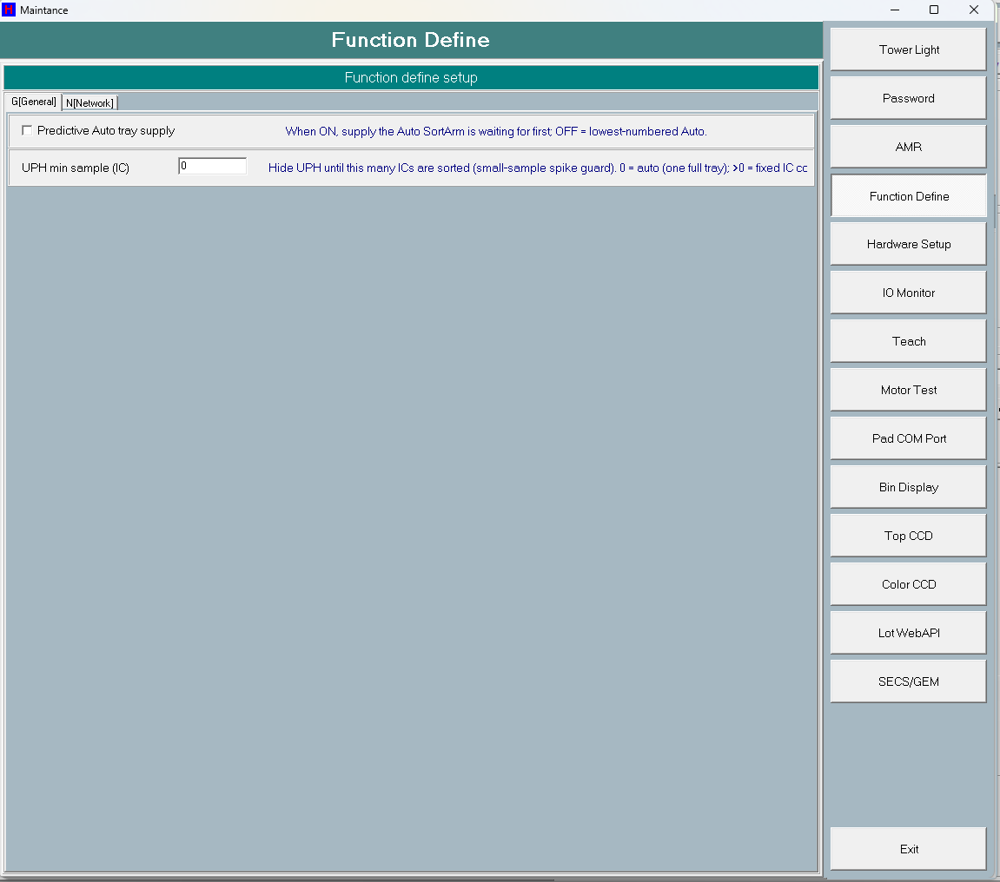 H Maintance
Function Define
Function define setup
G[General] N[Network]
Predictive Auto tray supply When ON, supply the Auto SortArm is waiting for first; OFF = lowest-numbered Auto.
UPH min sample (IC) 0 Hide UPH until this many ICs are sorted (small-sample spike guard). 0 = auto (one full tray); >0 = fixed IC cc
Tower Light
Password
AMR
Function Define
Hardware Setup
IO Monitor
Teach
Motor Test
Pad COM Port
Bin Display
Top CCD
Color CCD
Lot WebAPI
SECS/GEM
Exit